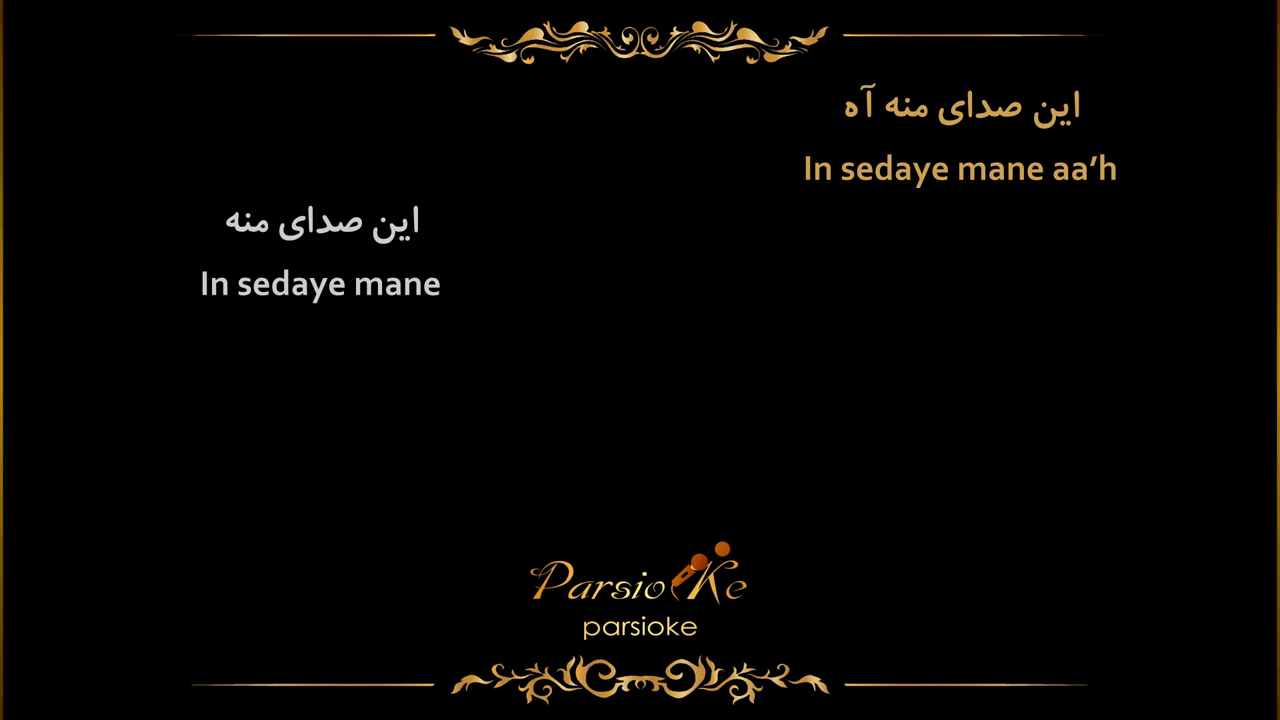 این صدای منه آه
In sedaye mane aa’h
این صدای منه
In sedaye mane
ParsioKe
parsioke